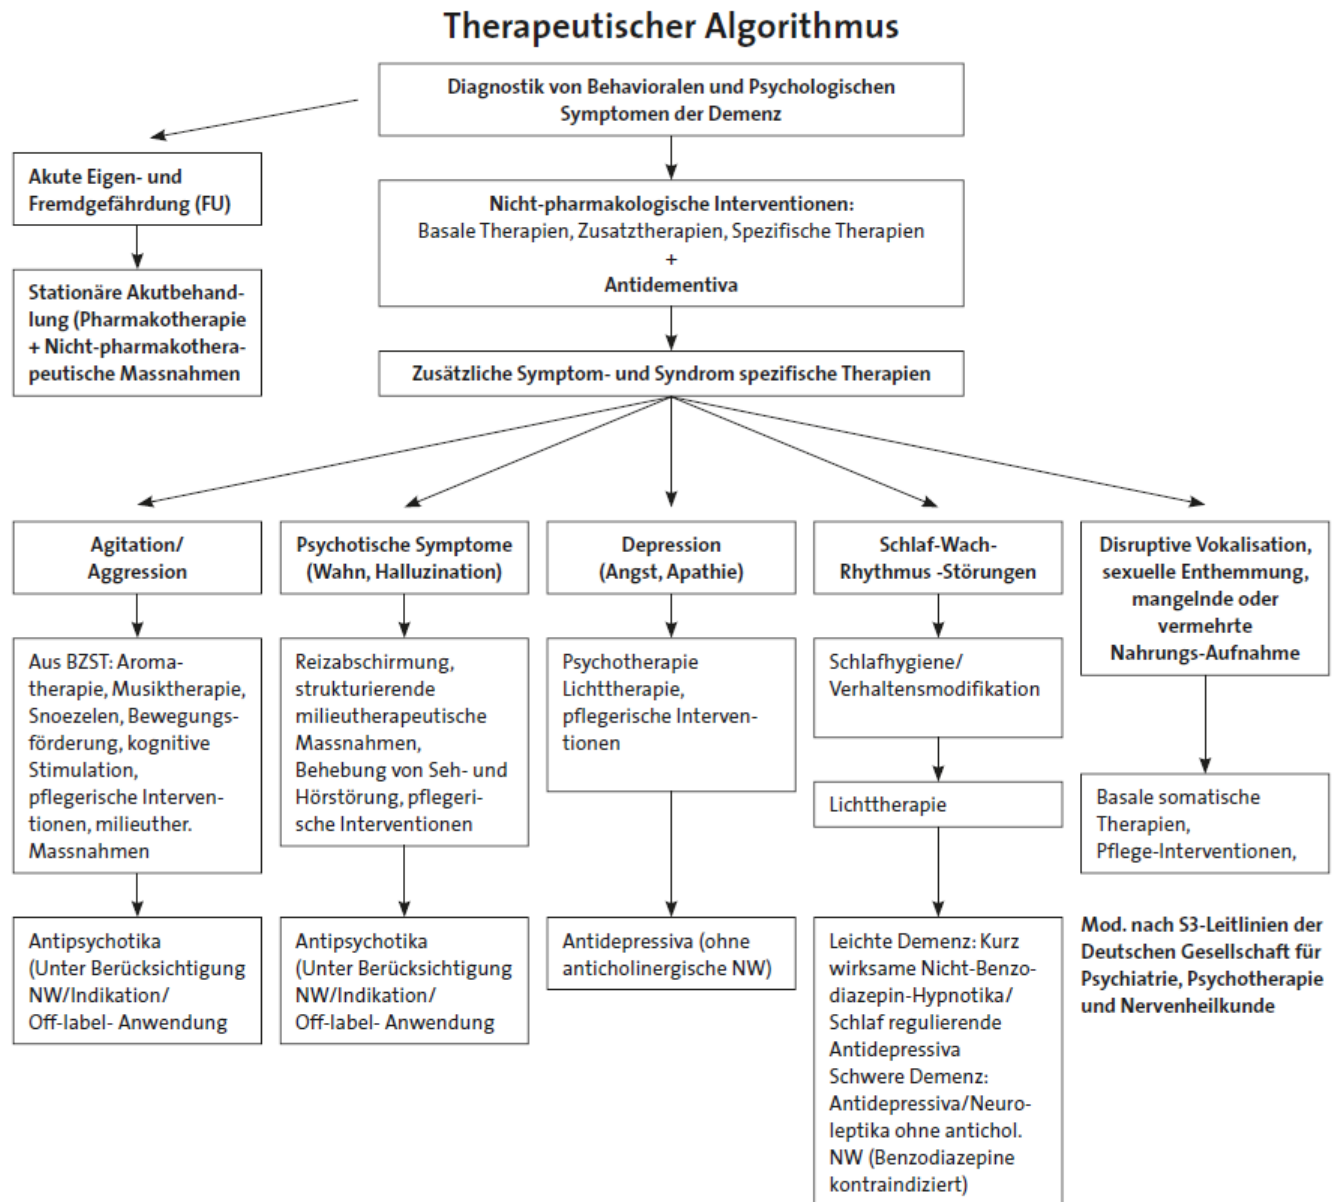 Therapeutischer Algorithmus
Diagnostik von Behavioralen und Psychologischen
Symptomen der Demenz
Akute Eigen- und
Fremdgefährdung (FU)
Nicht-pharmakologische Interventionen:
Basale Therapien, Zusatztherapien, Spezifische Therapien
+
Antidementiva
Stationäre Akutbehand-
lung (Pharmakotherapie
+ Nicht-pharmakothera-
peutische Massnahmen
Zusätzliche Symptom- und Syndrom spezifische Therapien
Agitation/
Aggression
Psychotische Symptome
(Wahn, Halluzination)
Depression
(Angst, Apathie)
Schlaf-Wach-
Rhythmus -Störungen
Disruptive Vokalisation,
sexuelle Enthemmung,
mangelnde oder
vermehrte
Nahrungs-Aufnahme
Aus BZST: Aroma-
therapie, Musiktherapie,
Snoezelen, Bewegungs-
förderung, kognitive
Stimulation,
pflegerische Interven-
tionen, milieuther.
Massnahmen
Reizabschirmung,
strukturierende
milieutherapeutische
Massnahmen,
Behebung von Seh- und
Hörstörung, pflegeri-
sche Interventionen
Psychotherapie
Lichttherapie,
pflegerische Interven-
tionen
Schlafhygiene/
Verhaltensmodifikation
Lichttherapie
Basale somatische
Therapien,
Pflege-Interventionen,
Antipsychotika
(Unter Berücksichtigung
NW/Indikation/
Off-label- Anwendung
Antipsychotika
(Unter Berücksichtigung
NW/Indikation/
Off-label- Anwendung
Antidepressiva (ohne
anticholinergische NW)
Leichte Demenz: Kurz
wirksame Nicht-Benzo-
diazepin-Hypnotika/
Schlaf regulierende
Antidepressiva
Schwere Demenz:
Antidepressiva/Neuro-
leptika ohne antichol.
NW (Benzodiazepine
kontraindiziert)
Mod. nach S3-Leitlinien der
Deutschen Gesellschaft für
Psychiatrie, Psychotherapie
und Nervenheilkunde